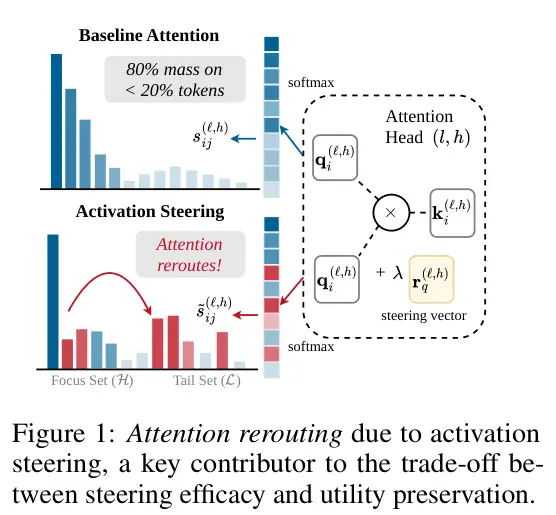 Baseline Attention
80% mass on
< 20% tokens
softmax
s_{ij}^{(ℓ,h)}
Attention
Head (l, h)
q_i^{(ℓ,h)}
×
k_i^{(ℓ,h)}
Activation Steering
Attention
reroutes!
s̃_{ij}^{(ℓ,h)}
q_i^{(ℓ,h)}
+ λ
r_q^{(ℓ,h)}
steering vector
softmax
Focus Set (ℋ)
Tail Set (ℒ)
Figure 1: Attention rerouting due to activation
steering, a key contributor to the trade-off be-
tween steering efficacy and utility preservation.